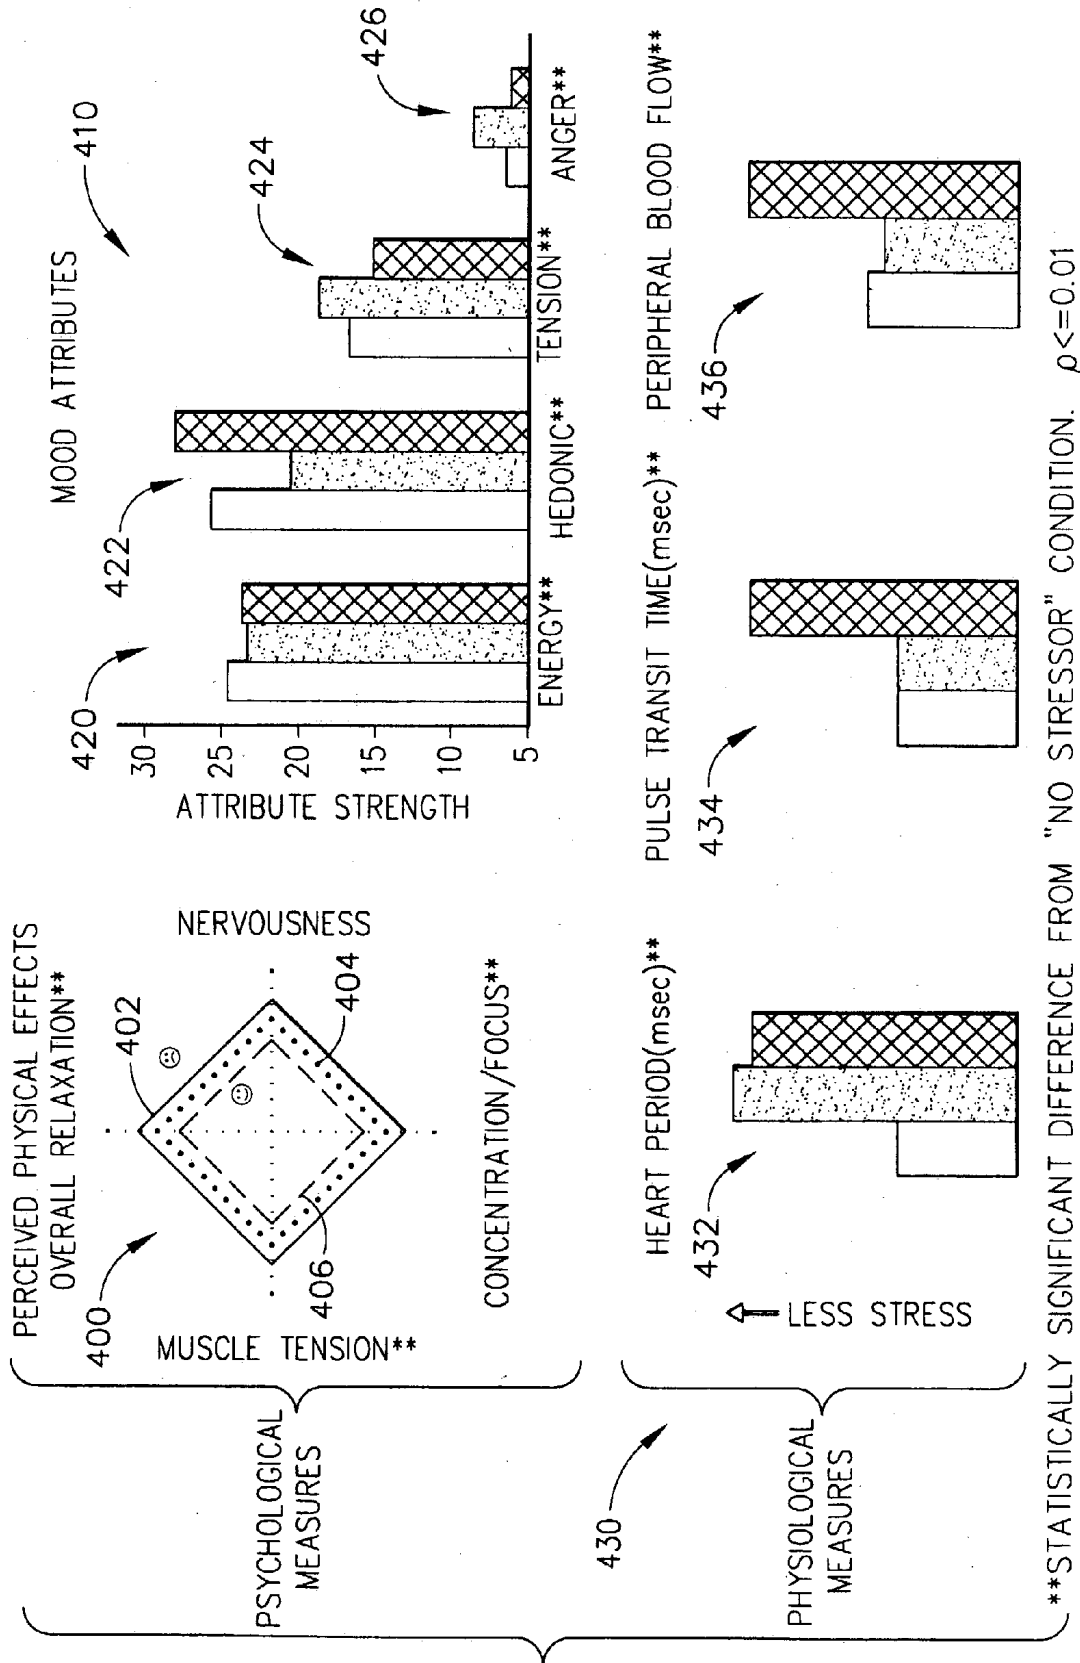 PSYCHOLOGICAL
MEASURES
PERCEIVED PHYSICAL EFFECTS
OVERALL RELAXATION**
400
402
MUSCLE TENSION**
NERVOUSNESS
406
404
CONCENTRATION/FOCUS**
MOOD ATTRIBUTES
410
420
422
424
426
ATTRIBUTE STRENGTH
30
20
15
10
5
ENERGY**
HEDONIC**
TENSION**
ANGER**
430
PHYSIOLOGICAL
MEASURES
LESS STRESS
HEART PERIOD(msec)**
432
PULSE TRANSIT TIME(msec)**
434
PERIPHERAL BLOOD FLOW**
436
**STATISTICALLY SIGNIFICANT DIFFERENCE FROM "NO STRESSOR" CONDITION. ρ<=0.01